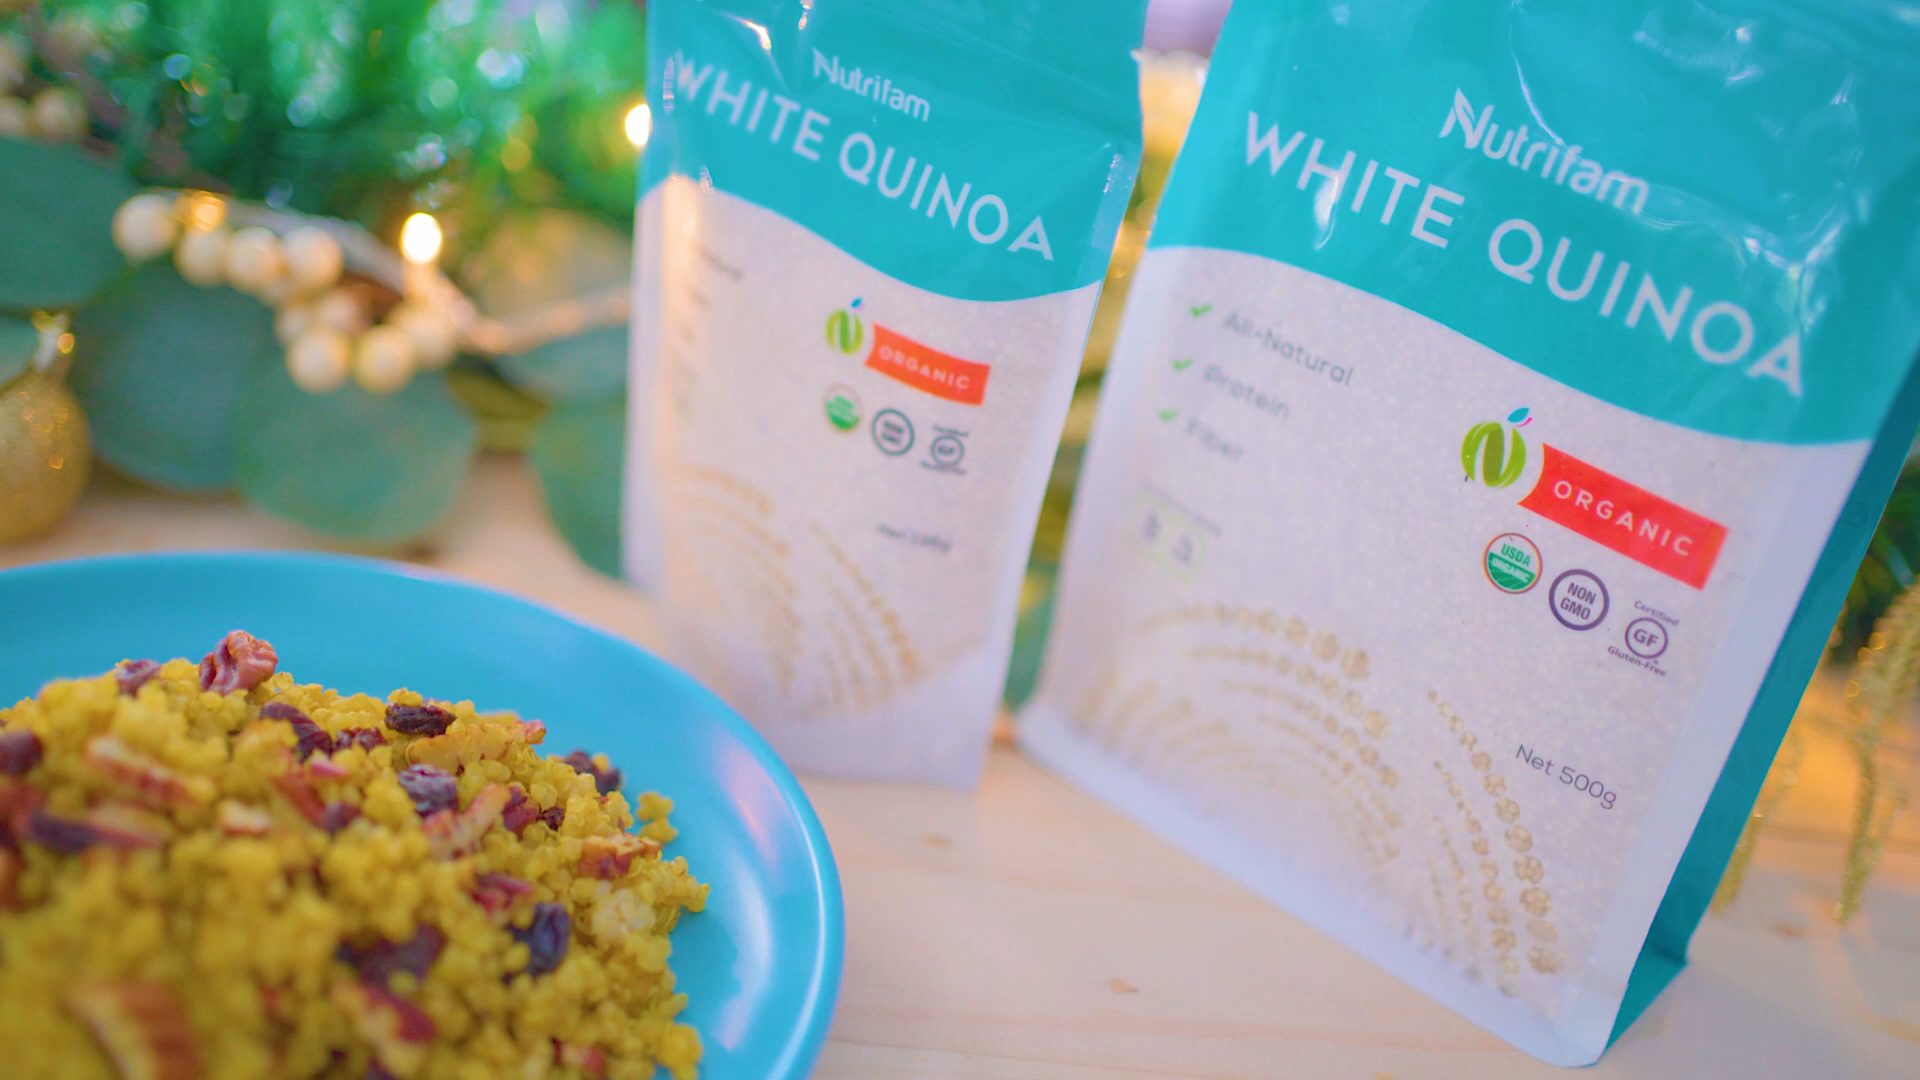 Nutrifam
WHITE QUINOA
ORGANIC
GF
Nutrifam
WHITE QUINOA
All-Natural
Protein
Fiber
ORGANIC
USDA
ORGANIC
NON
GMO
Certified
GF
Gluten-Free
Net 500g